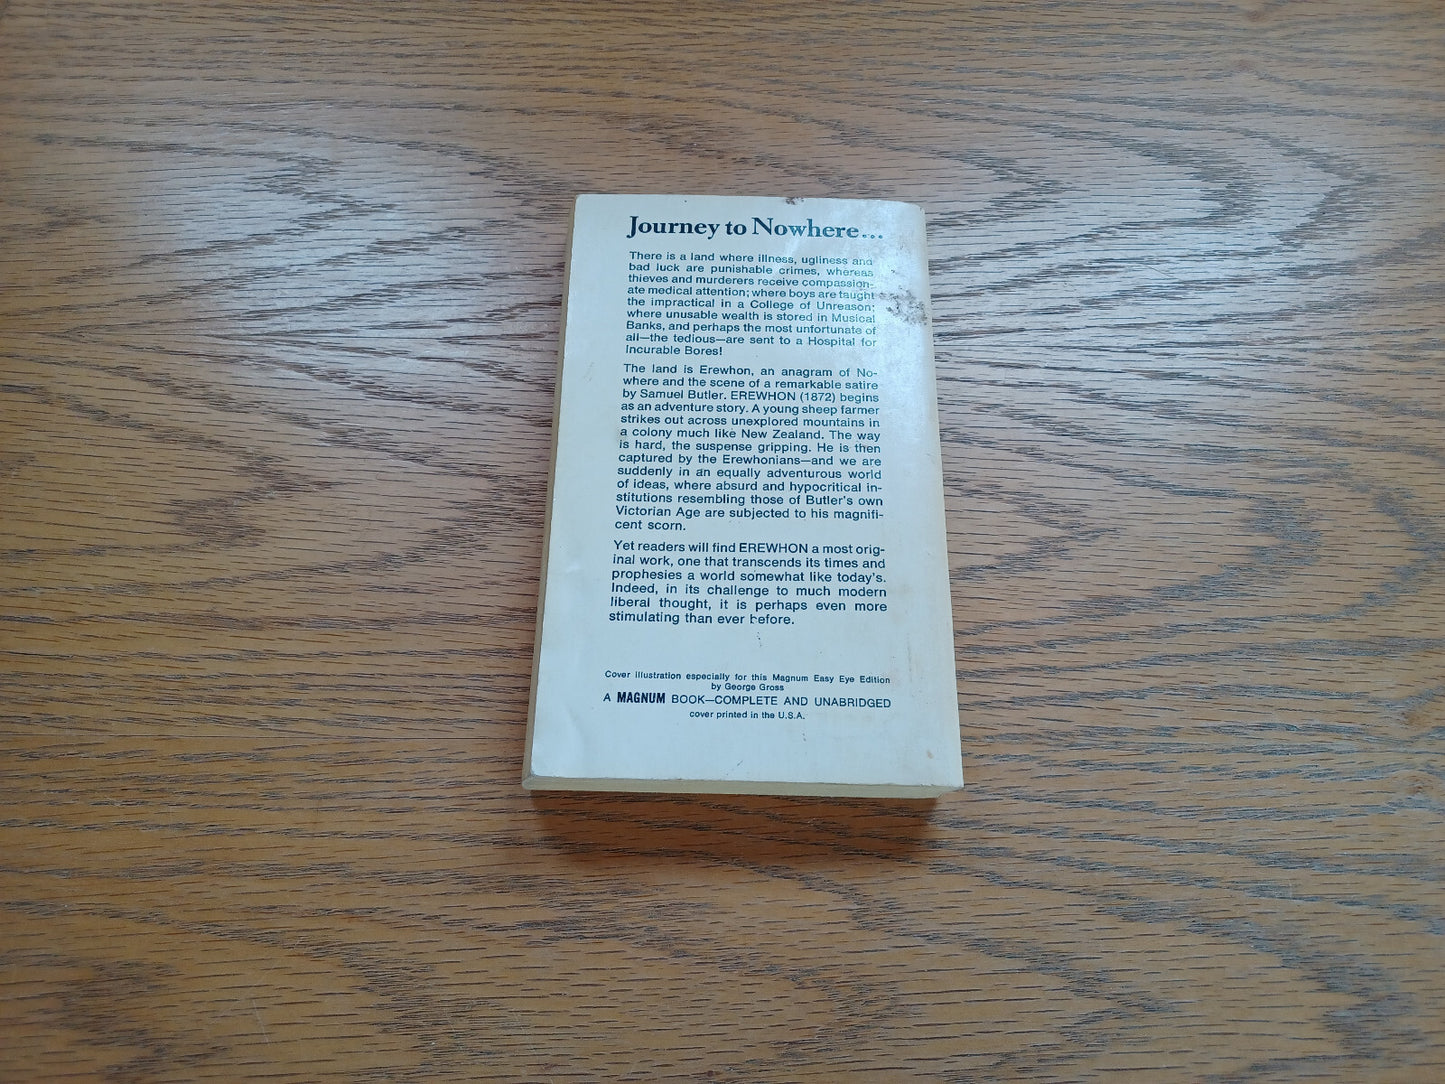 Journey to Nowhere...
There is a land where illness, ugliness and
bad luck are punishable crimes, whereas
thieves and murderers receive compassion-
ate medical attention; where boys are taught
the impractical in a College of Unreason;
where unusable wealth is stored in Musical
Banks, and perhaps the most unfortunate of
all—the tedious—are sent to a Hospital for
Incurable Bores!
The land is Erewhon, an anagram of No-
where and the scene of a remarkable satire
by Samuel Butler. EREWHON (1872) begins
as an adventure story. A young sheep farmer
strikes out across unexplored mountains in
a colony much like New Zealand. The way
is hard, the suspense gripping. He is then
captured by the Erewhonians—and we are
suddenly in an equally adventurous world
of ideas, where absurd and hypocritical in-
stitutions resembling those of Butler's own
Victorian Age are subjected to his magnifi-
cent scorn.
Yet readers will find EREWHON a most orig-
inal work, one that transcends its times and
prophesies a world somewhat like today's.
Indeed, in its challenge to much modern
liberal thought, it is perhaps even more
stimulating than ever before.
Cover illustration especially for this Magnum Easy Eye Edition
by George Gross
A MAGNUM BOOK—COMPLETE AND UNABRIDGED
cover printed in the U.S.A.